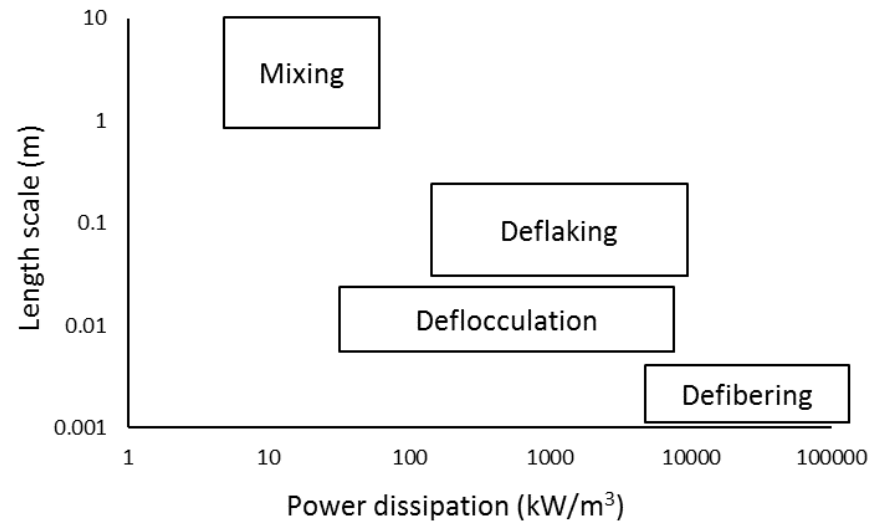 10
Mixing
1
Length scale (m)
0.1
Deflaking
Deflocculation
0.01
Defibering
0.001
1 10 100 1000 10000 100000
Power dissipation (kW/m³)